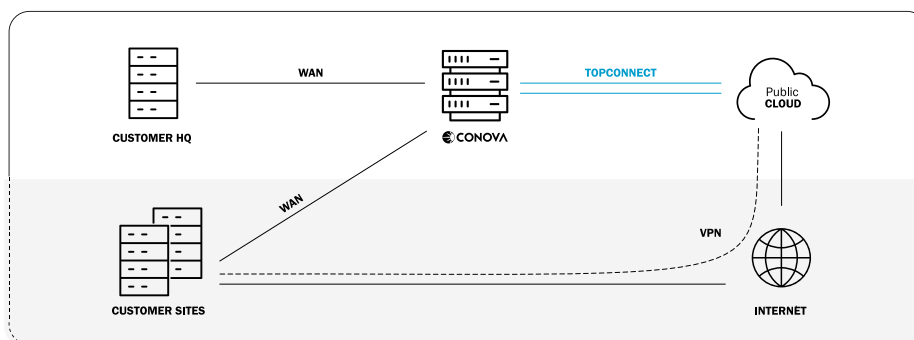 WAN
TOPCONNECT
Public
CLOUD
CUSTOMER HQ
CONOVA
WAN
VPN
CUSTOMER SITES
INTERNET